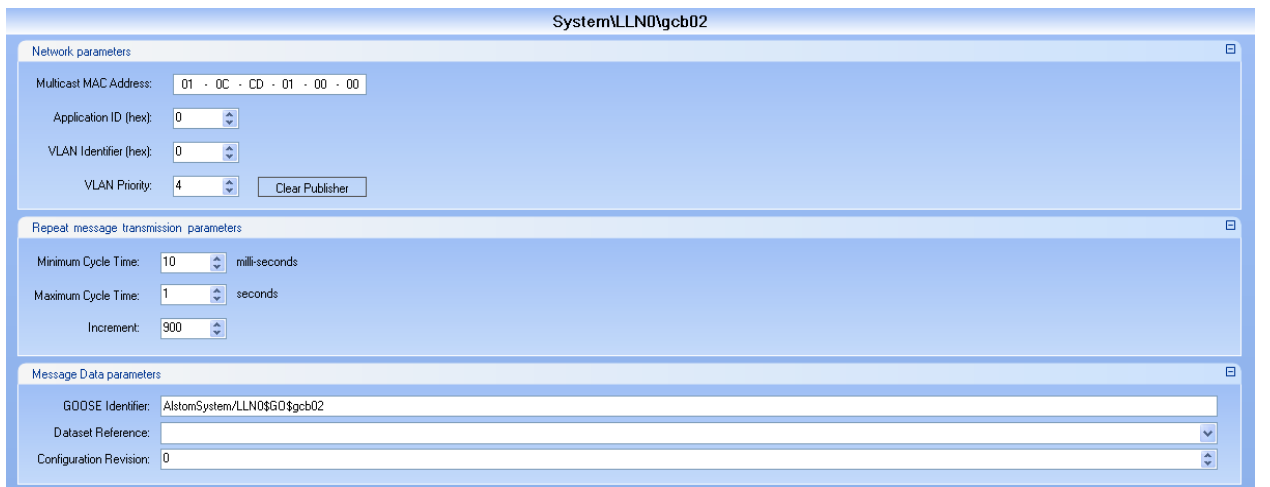 System\LLN0\gcb02
Network parameters
Multicast MAC Address: 01 - 0C - CD - 01 - 00 - 00
Application ID (hex): 0
VLAN Identifier (hex): 0
VLAN Priority: 4 Clear Publisher
Repeat message transmission parameters
Minimum Cycle Time: 10 milli-seconds
Maximum Cycle Time: 1 seconds
Increment: 900
Message Data parameters
GOOSE Identifier: AlstomSystem/LLN0$GO$gcb02
Dataset Reference:
Configuration Revision: 0